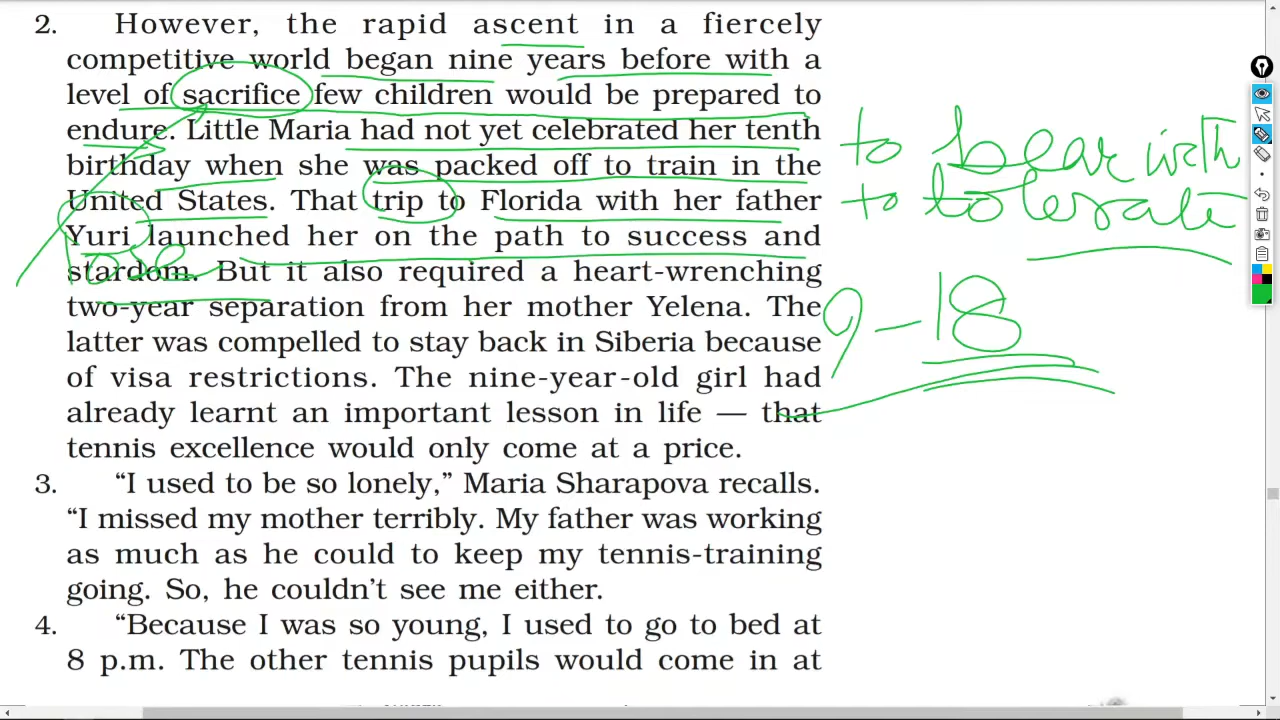 2. However, the rapid ascent in a fiercely
competitive world began nine years before with a
level of sacrifice few children would be prepared to
endure. Little Maria had not yet celebrated her tenth
birthday when she was packed off to train in the
United States. That trip to Florida with her father
Yuri launched her on the path to success and
stardom. But it also required a heart-wrenching
two-year separation from her mother Yelena. The
latter was compelled to stay back in Siberia because
of visa restrictions. The nine-year-old girl had
already learnt an important lesson in life — that
tennis excellence would only come at a price.
3. “I used to be so lonely,” Maria Sharapova recalls.
“I missed my mother terribly. My father was working
as much as he could to keep my tennis-training
going. So, he couldn’t see me either.
4. “Because I was so young, I used to go to bed at
8 p.m. The other tennis pupils would come in at
to bear with
to tolerate
9 – 18
lose